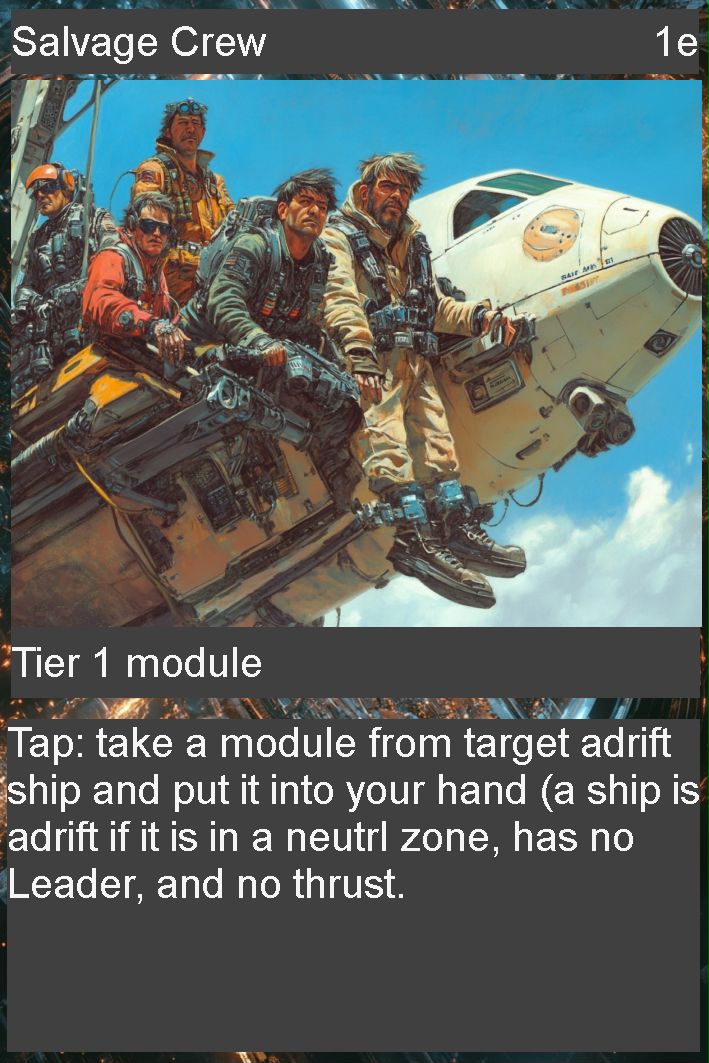 Salvage Crew 1e
Tier 1 module
Tap: take a module from target adrift
ship and put it into your hand (a ship is
adrift if it is in a neutrl zone, has no
Leader, and no thrust.